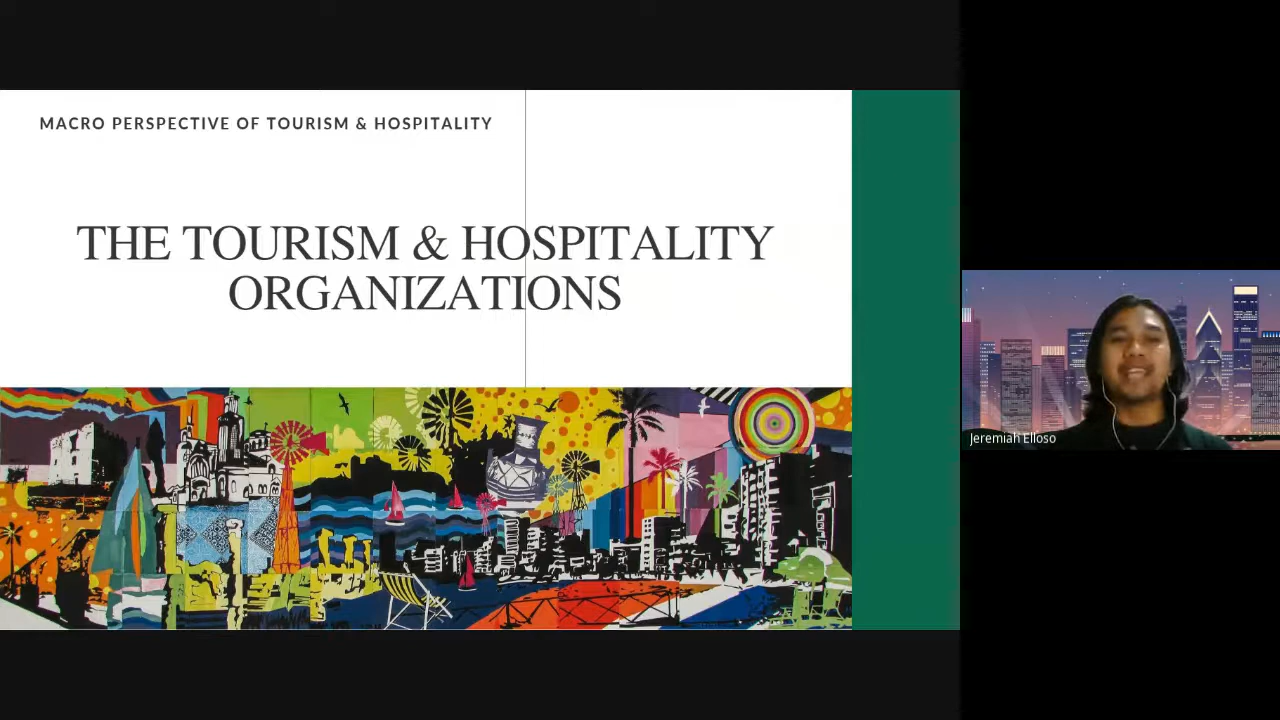 MACRO PERSPECTIVE OF TOURISM & HOSPITALITY
THE TOURISM & HOSPITALITY
ORGANIZATIONS
Jeremiah Elloso